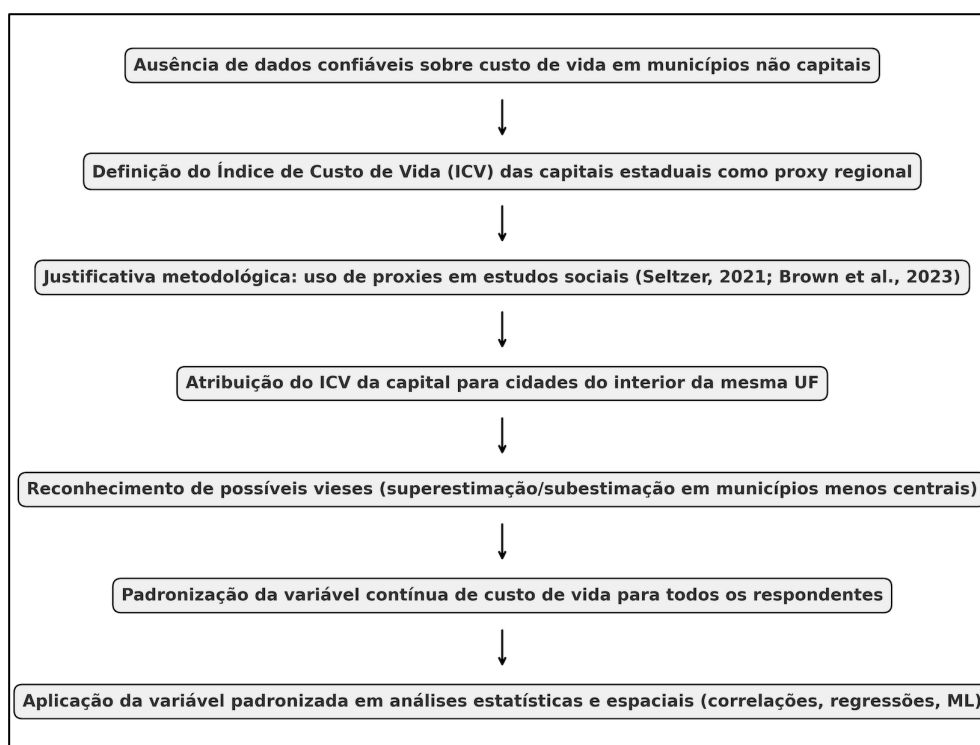 Ausência de dados confiáveis sobre custo de vida em municípios não capitais
Definição do Índice de Custo de Vida (ICV) das capitais estaduais como proxy regional
Justificativa metodológica: uso de proxies em estudos sociais (Seltzer, 2021; Brown et al., 2023)
Atribuição do ICV da capital para cidades do interior da mesma UF
Reconhecimento de possíveis vieses (superestimação/subestimação em municípios menos centrais)
Padronização da variável contínua de custo de vida para todos os respondentes
Aplicação da variável padronizada em análises estatísticas e espaciais (correlações, regressões, ML)